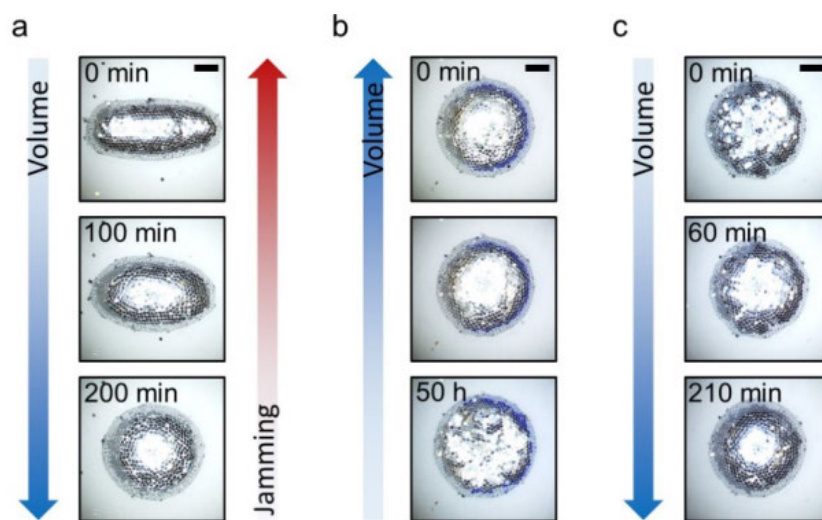 a
b
c
Volume
0 min
100 min
200 min
Jamming
Volume
0 min
50 h
Volume
0 min
60 min
210 min